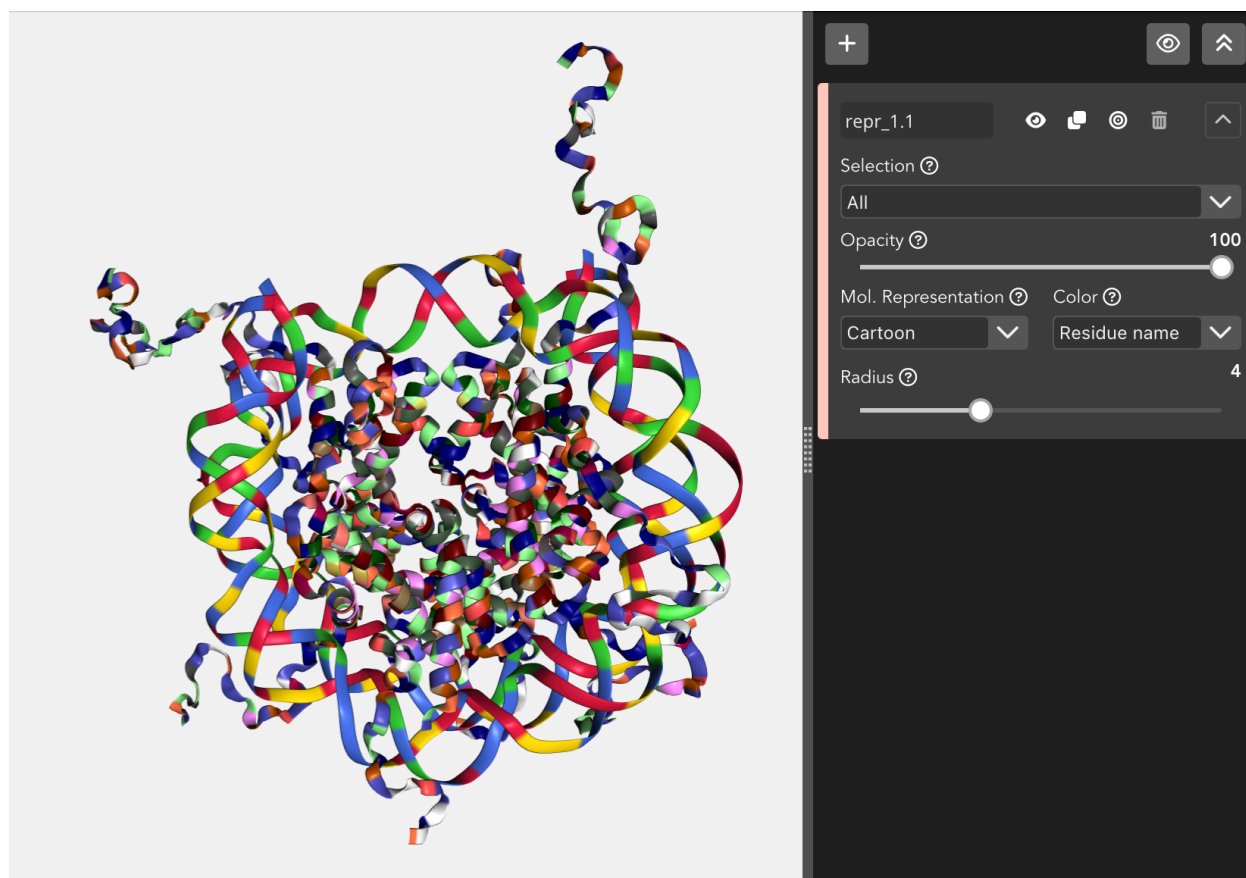 repr_1.1
Selection
All
Opacity 100
Mol. Representation Color
Cartoon Residue name
Radius 4